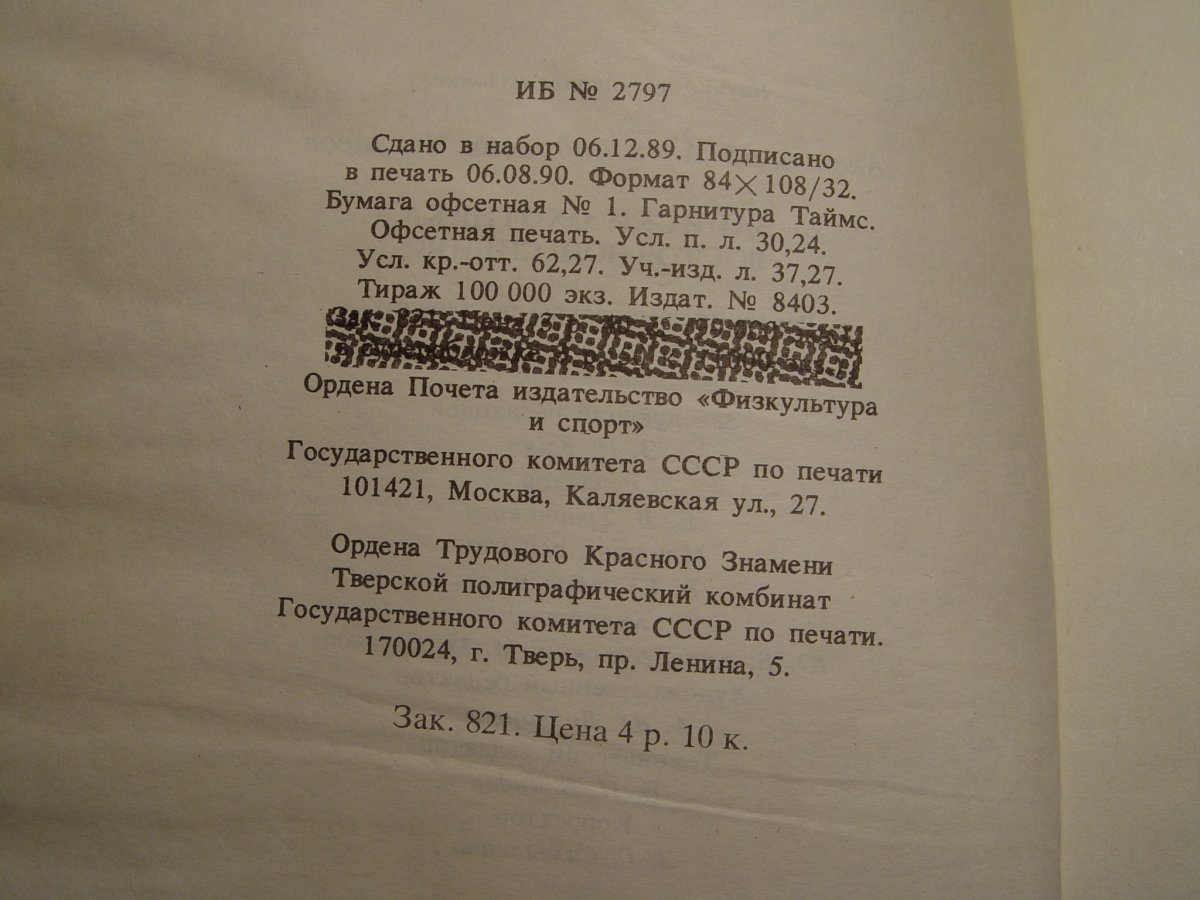 ИБ № 2797
Сдано в набор 06.12.89. Подписано
в печать 06.08.90. Формат 84×108/32.
Бумага офсетная № 1. Гарнитура Таймс.
Офсетная печать. Усл. п. л. 30,24.
Усл. кр.-отт. 62,27. Уч.-изд. л. 37,27.
Тираж 100 000 экз. Издат. № 8403.
Зак. 821. Цена
Ордена Почета издательство «Физкультура
и спорт»
Государственного комитета СССР по печати
101421, Москва, Каляевская ул., 27.
Ордена Трудового Красного Знамени
Тверской полиграфический комбинат
Государственного комитета СССР по печати.
170024, г. Тверь, пр. Ленина, 5.
Зак. 821. Цена 4 р. 10 к.